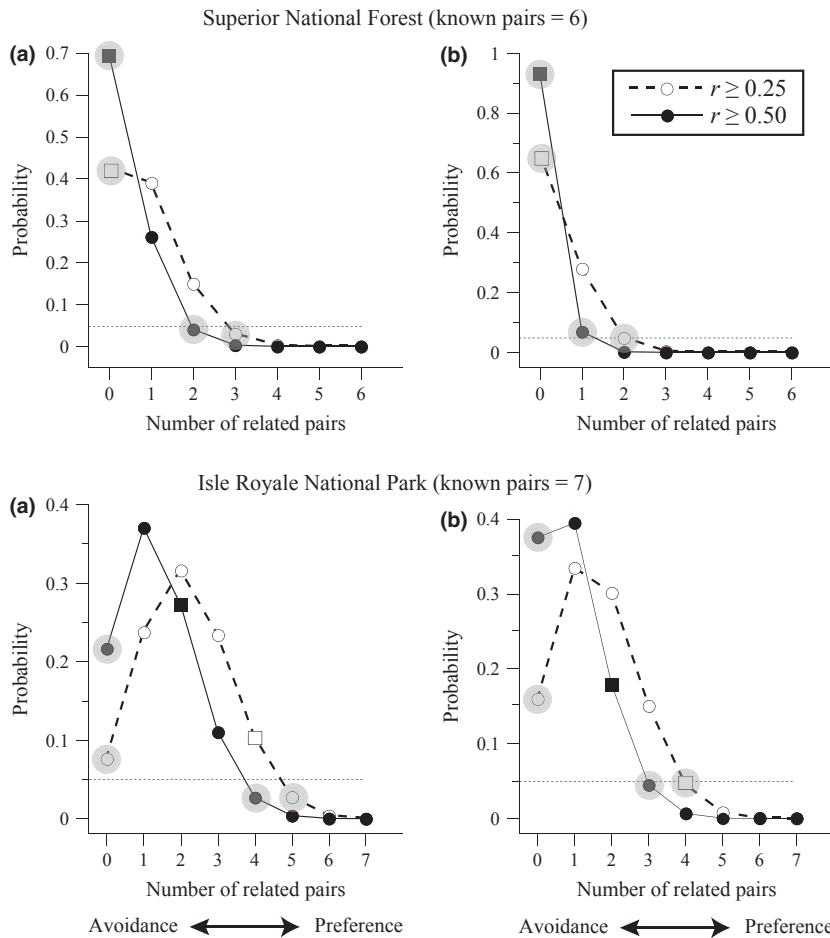 Superior National Forest (known pairs = 6)
(a)
0.7
0.6
0.5
0.4
0.3
0.2
0.1
0
Probability
0 1 2 3 4 5 6
Number of related pairs
(b)
1
0.8
0.6
0.4
0.2
0
Probability
r ≥ 0.25
r ≥ 0.50
0 1 2 3 4 5 6
Number of related pairs
Isle Royale National Park (known pairs = 7)
(a)
0.4
0.3
0.2
0.1
0
Probability
0 1 2 3 4 5 6 7
Number of related pairs
Avoidance Preference
(b)
0.4
0.3
0.2
0.1
0
Probability
0 1 2 3 4 5 6 7
Number of related pairs
Avoidance Preference